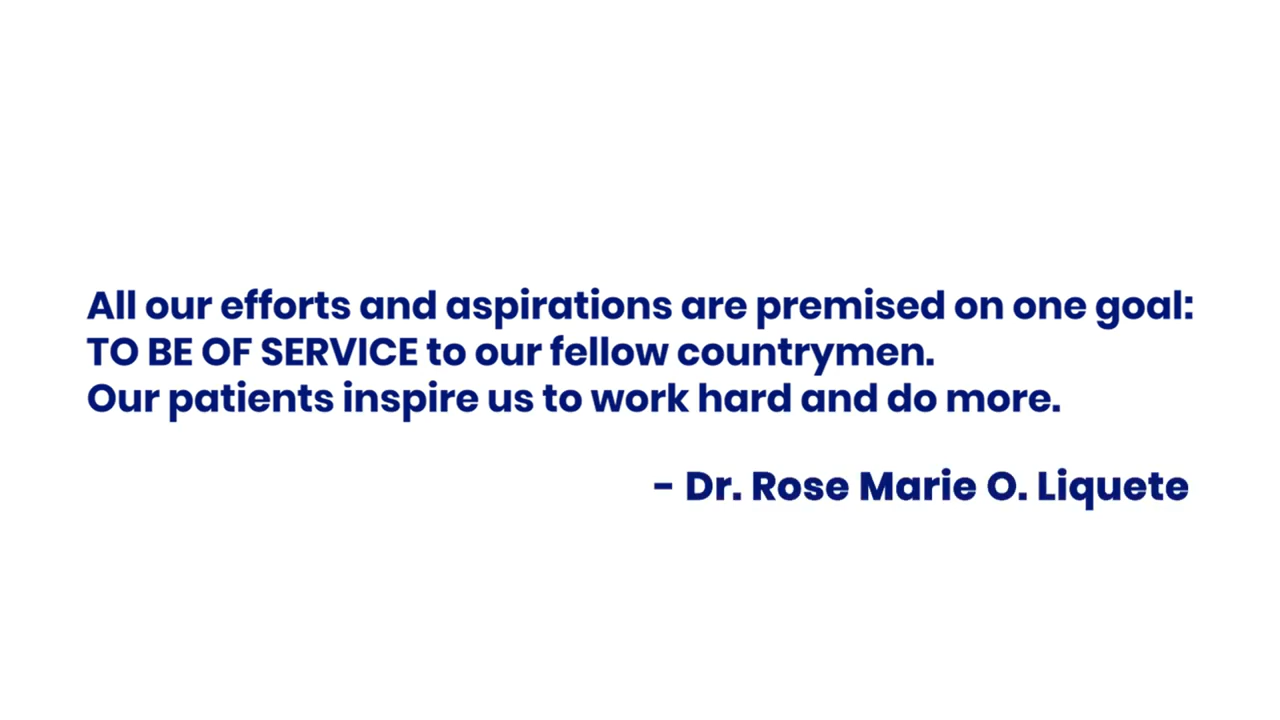 All our efforts and aspirations are premised on one goal:
TO BE OF SERVICE to our fellow countrymen.
Our patients inspire us to work hard and do more.
- Dr. Rose Marie O. Liquete